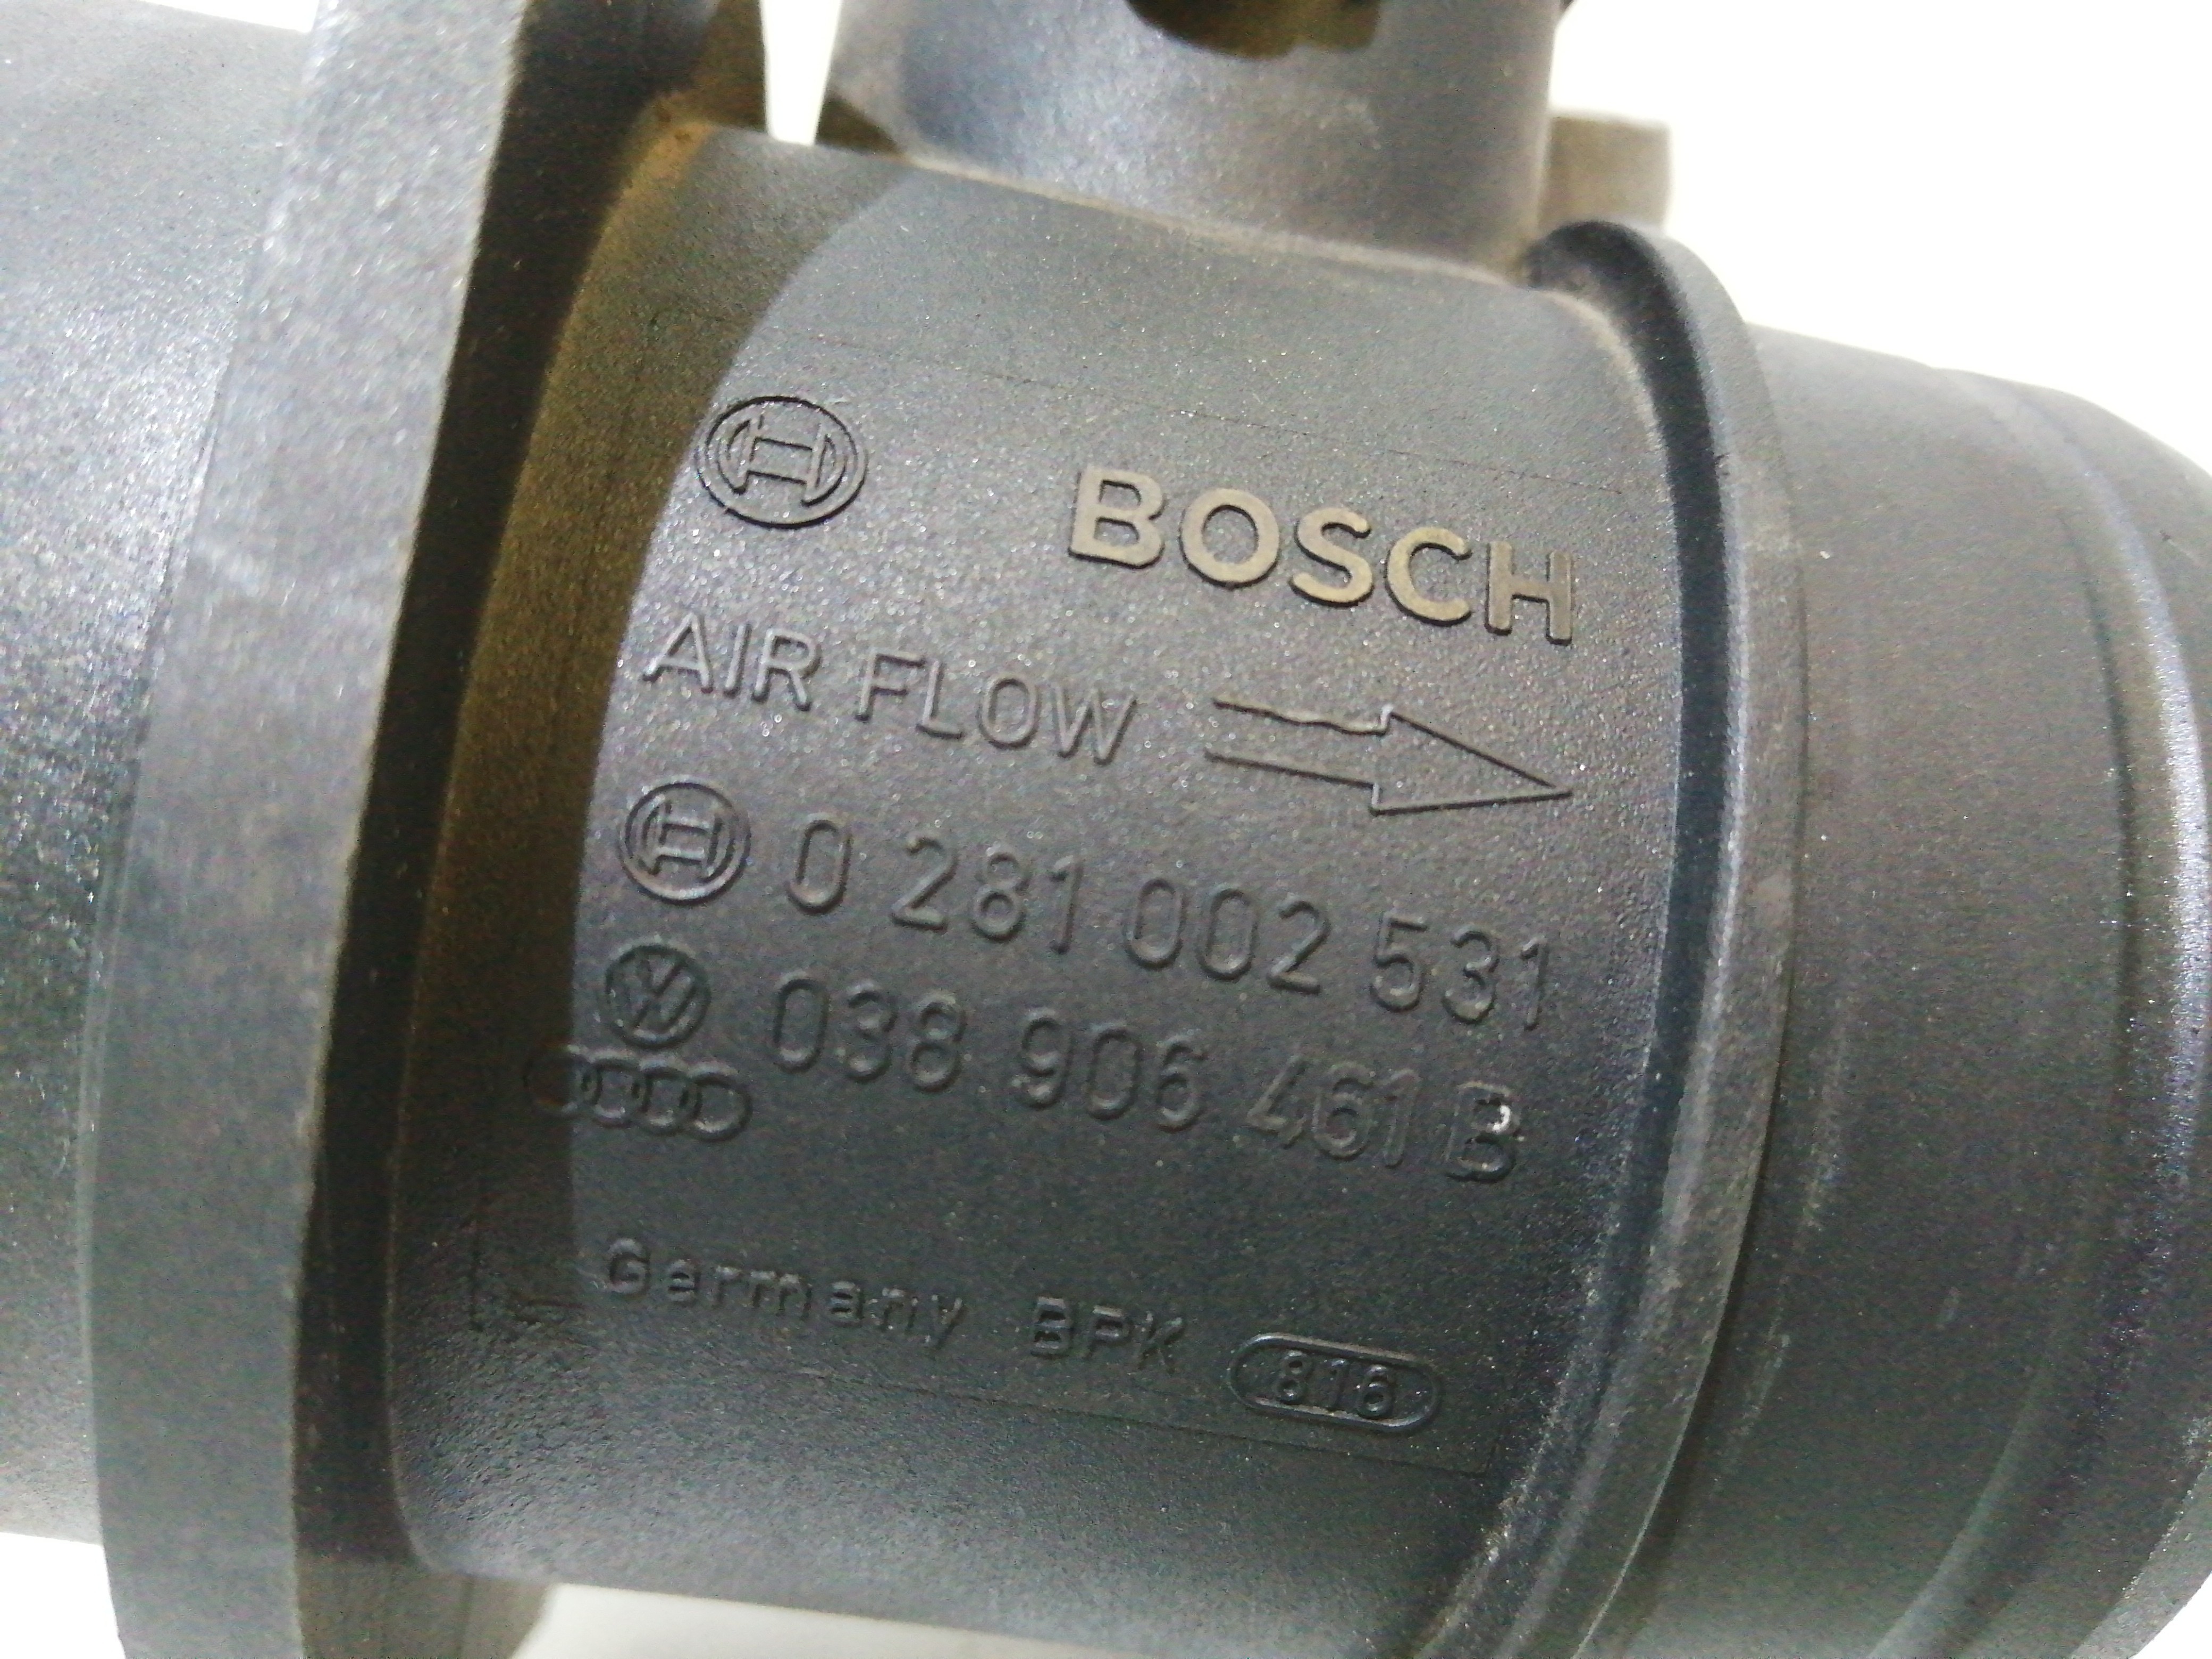 BOSCH
AIR FLOW
0 281 002 531
038 906 461 B
Germany BPK 816